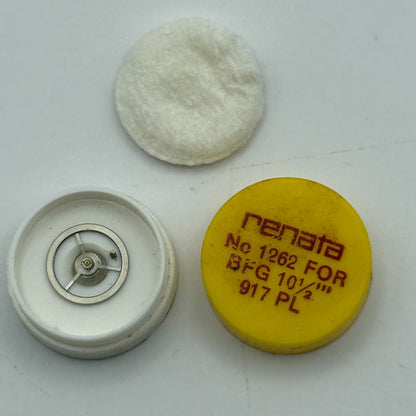 renata
No 1262 FOR
BFG 10½'''
917 PL